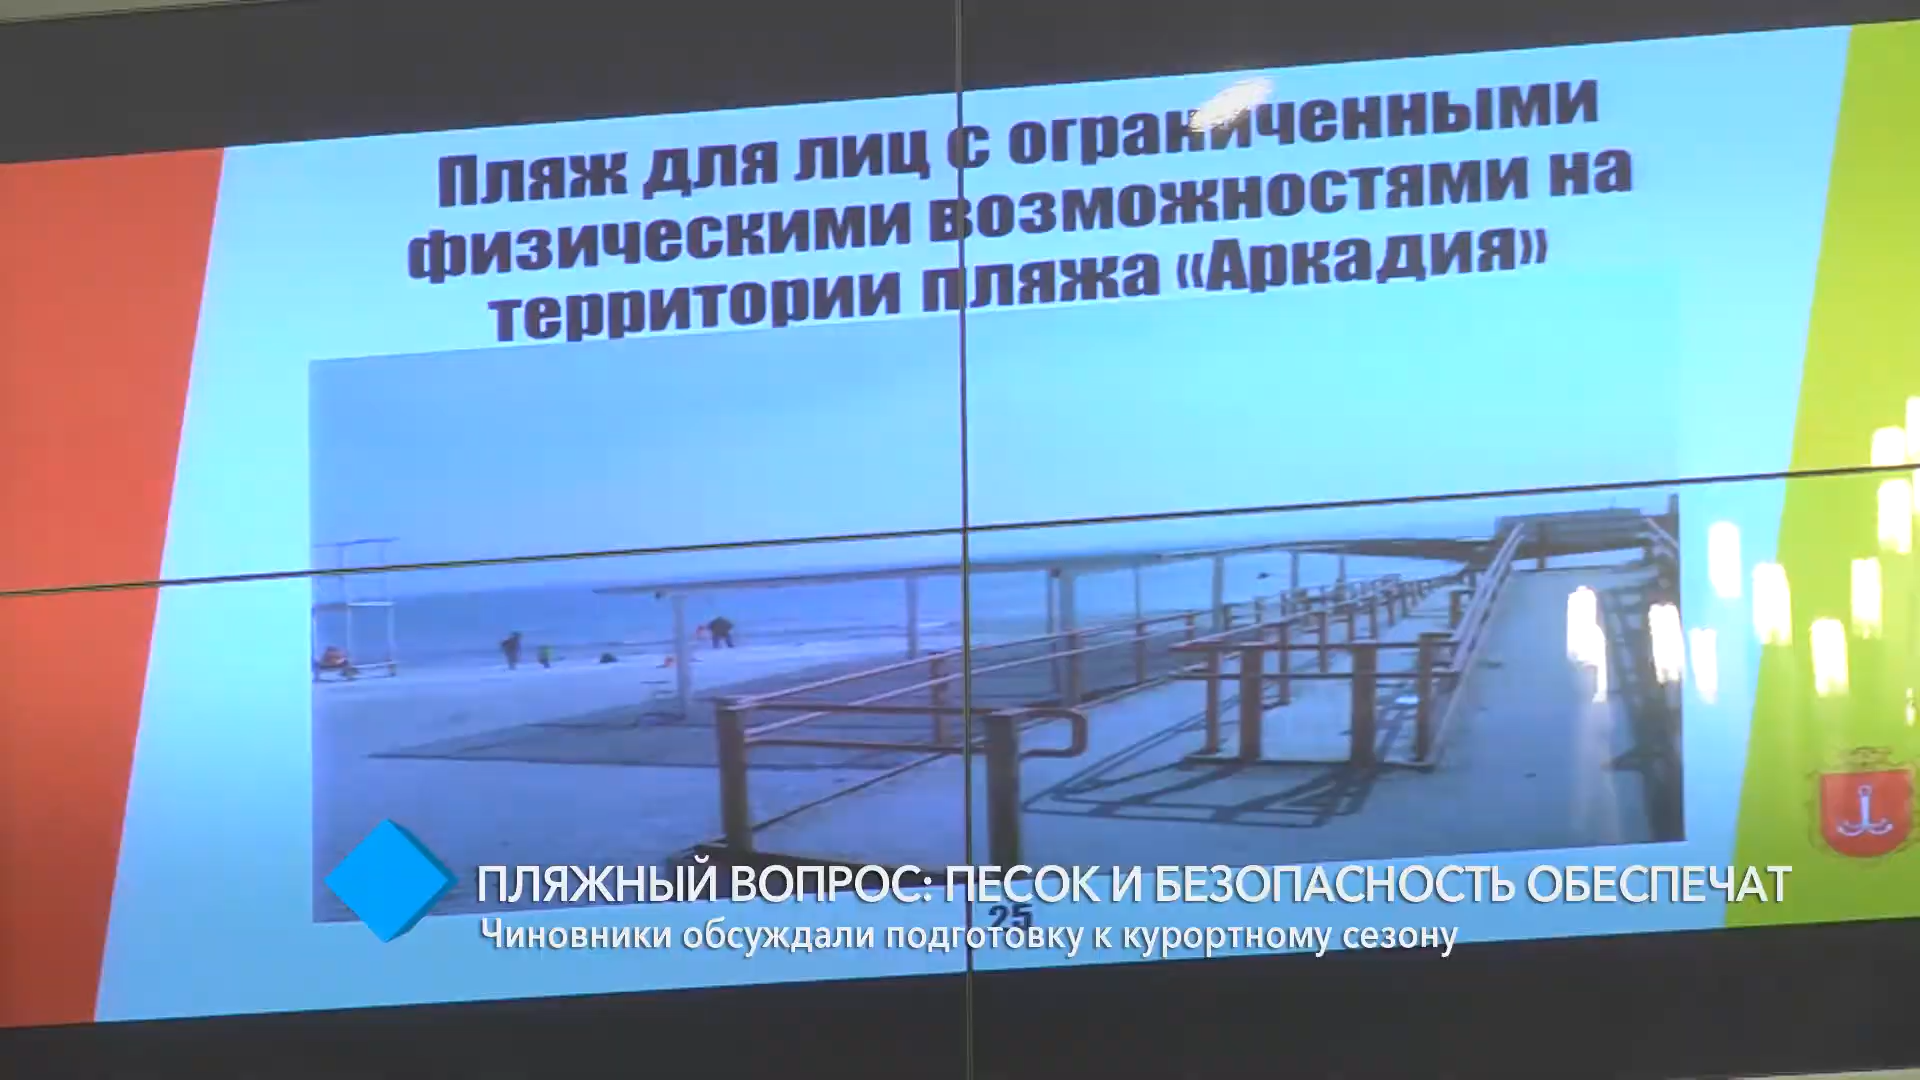 Пляж для лиц с ограниченными
физическими возможностями на
территории пляжа «Аркадия»
ПЛЯЖНЫЙ ВОПРОС: ПЕСОК И БЕЗОПАСНОСТЬ ОБЕСПЕЧАТ
25
Чиновники обсуждали подготовку к курортному сезону